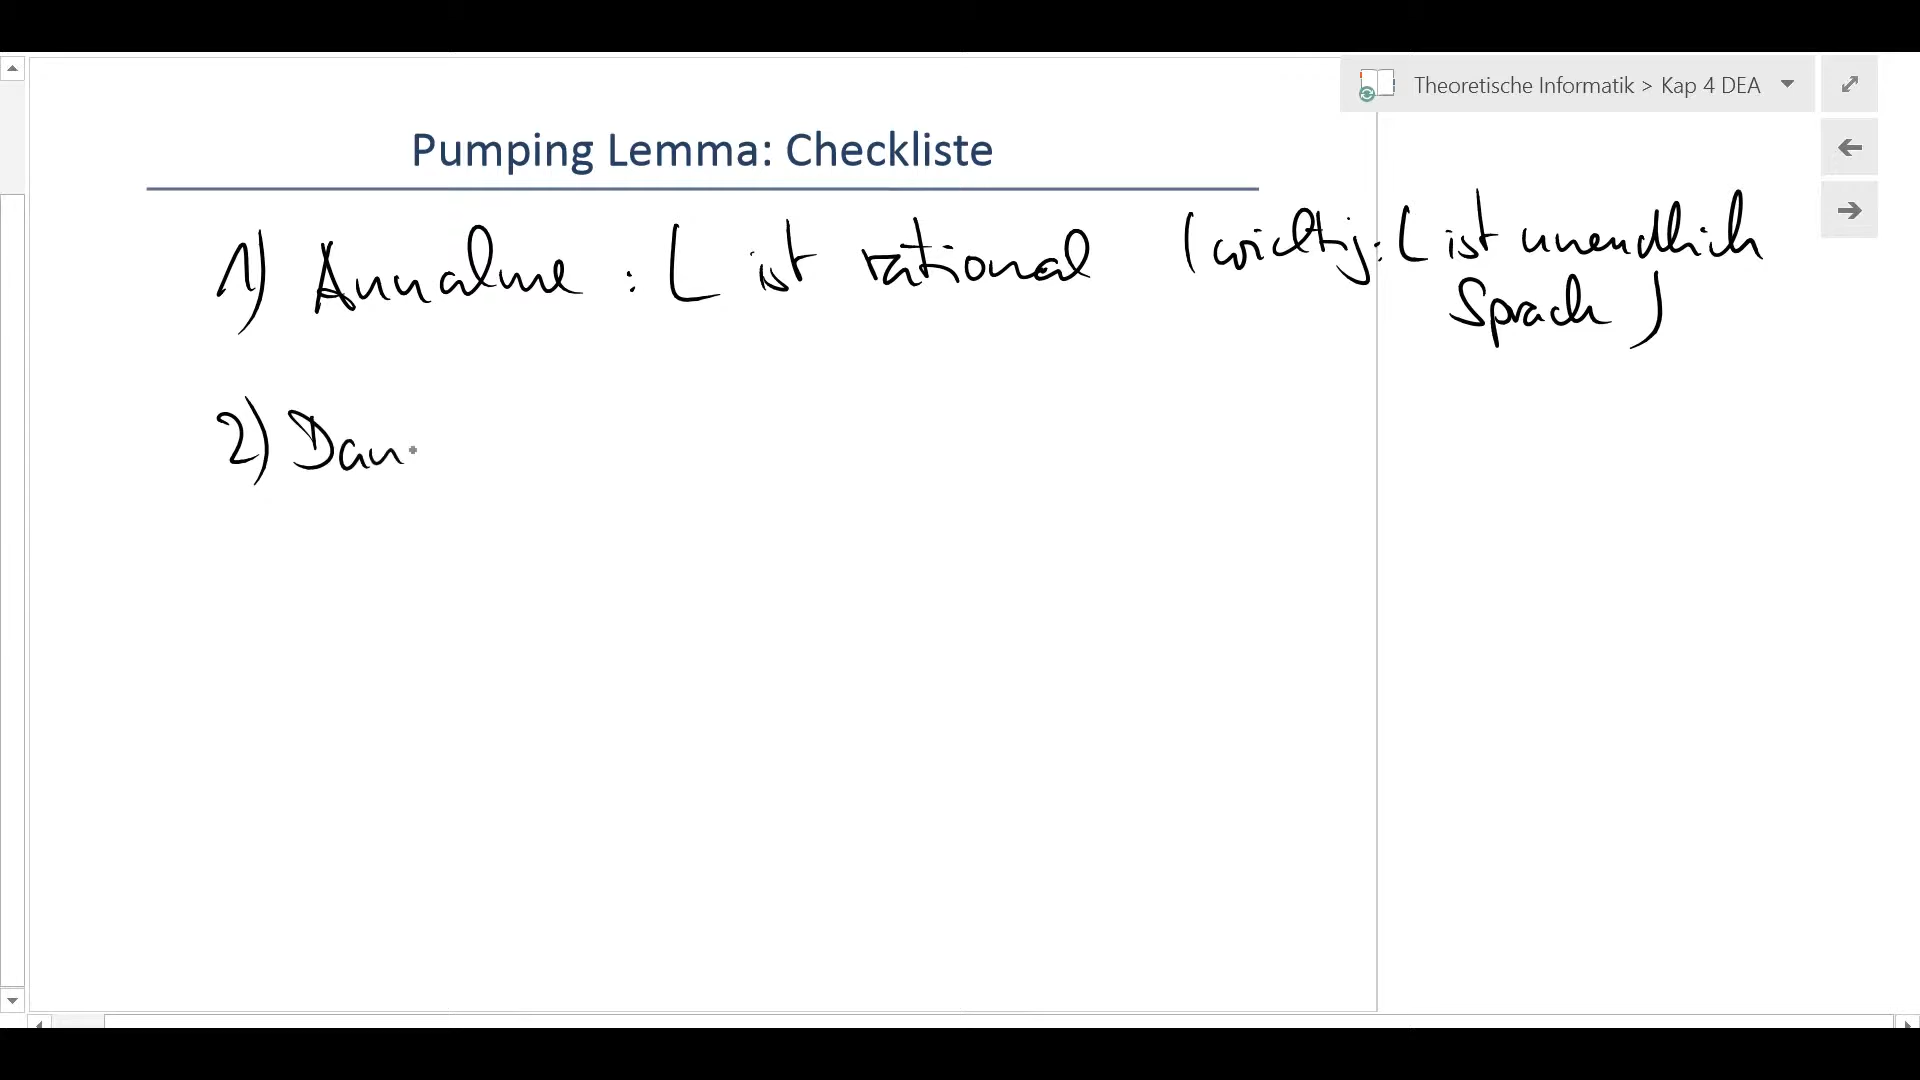 Theoretische Informatik > Kap 4 DEA
Pumping Lemma: Checkliste
1) Annahme : L ist rational (wichtig: L ist unendlich
Sprach)
2) Dan